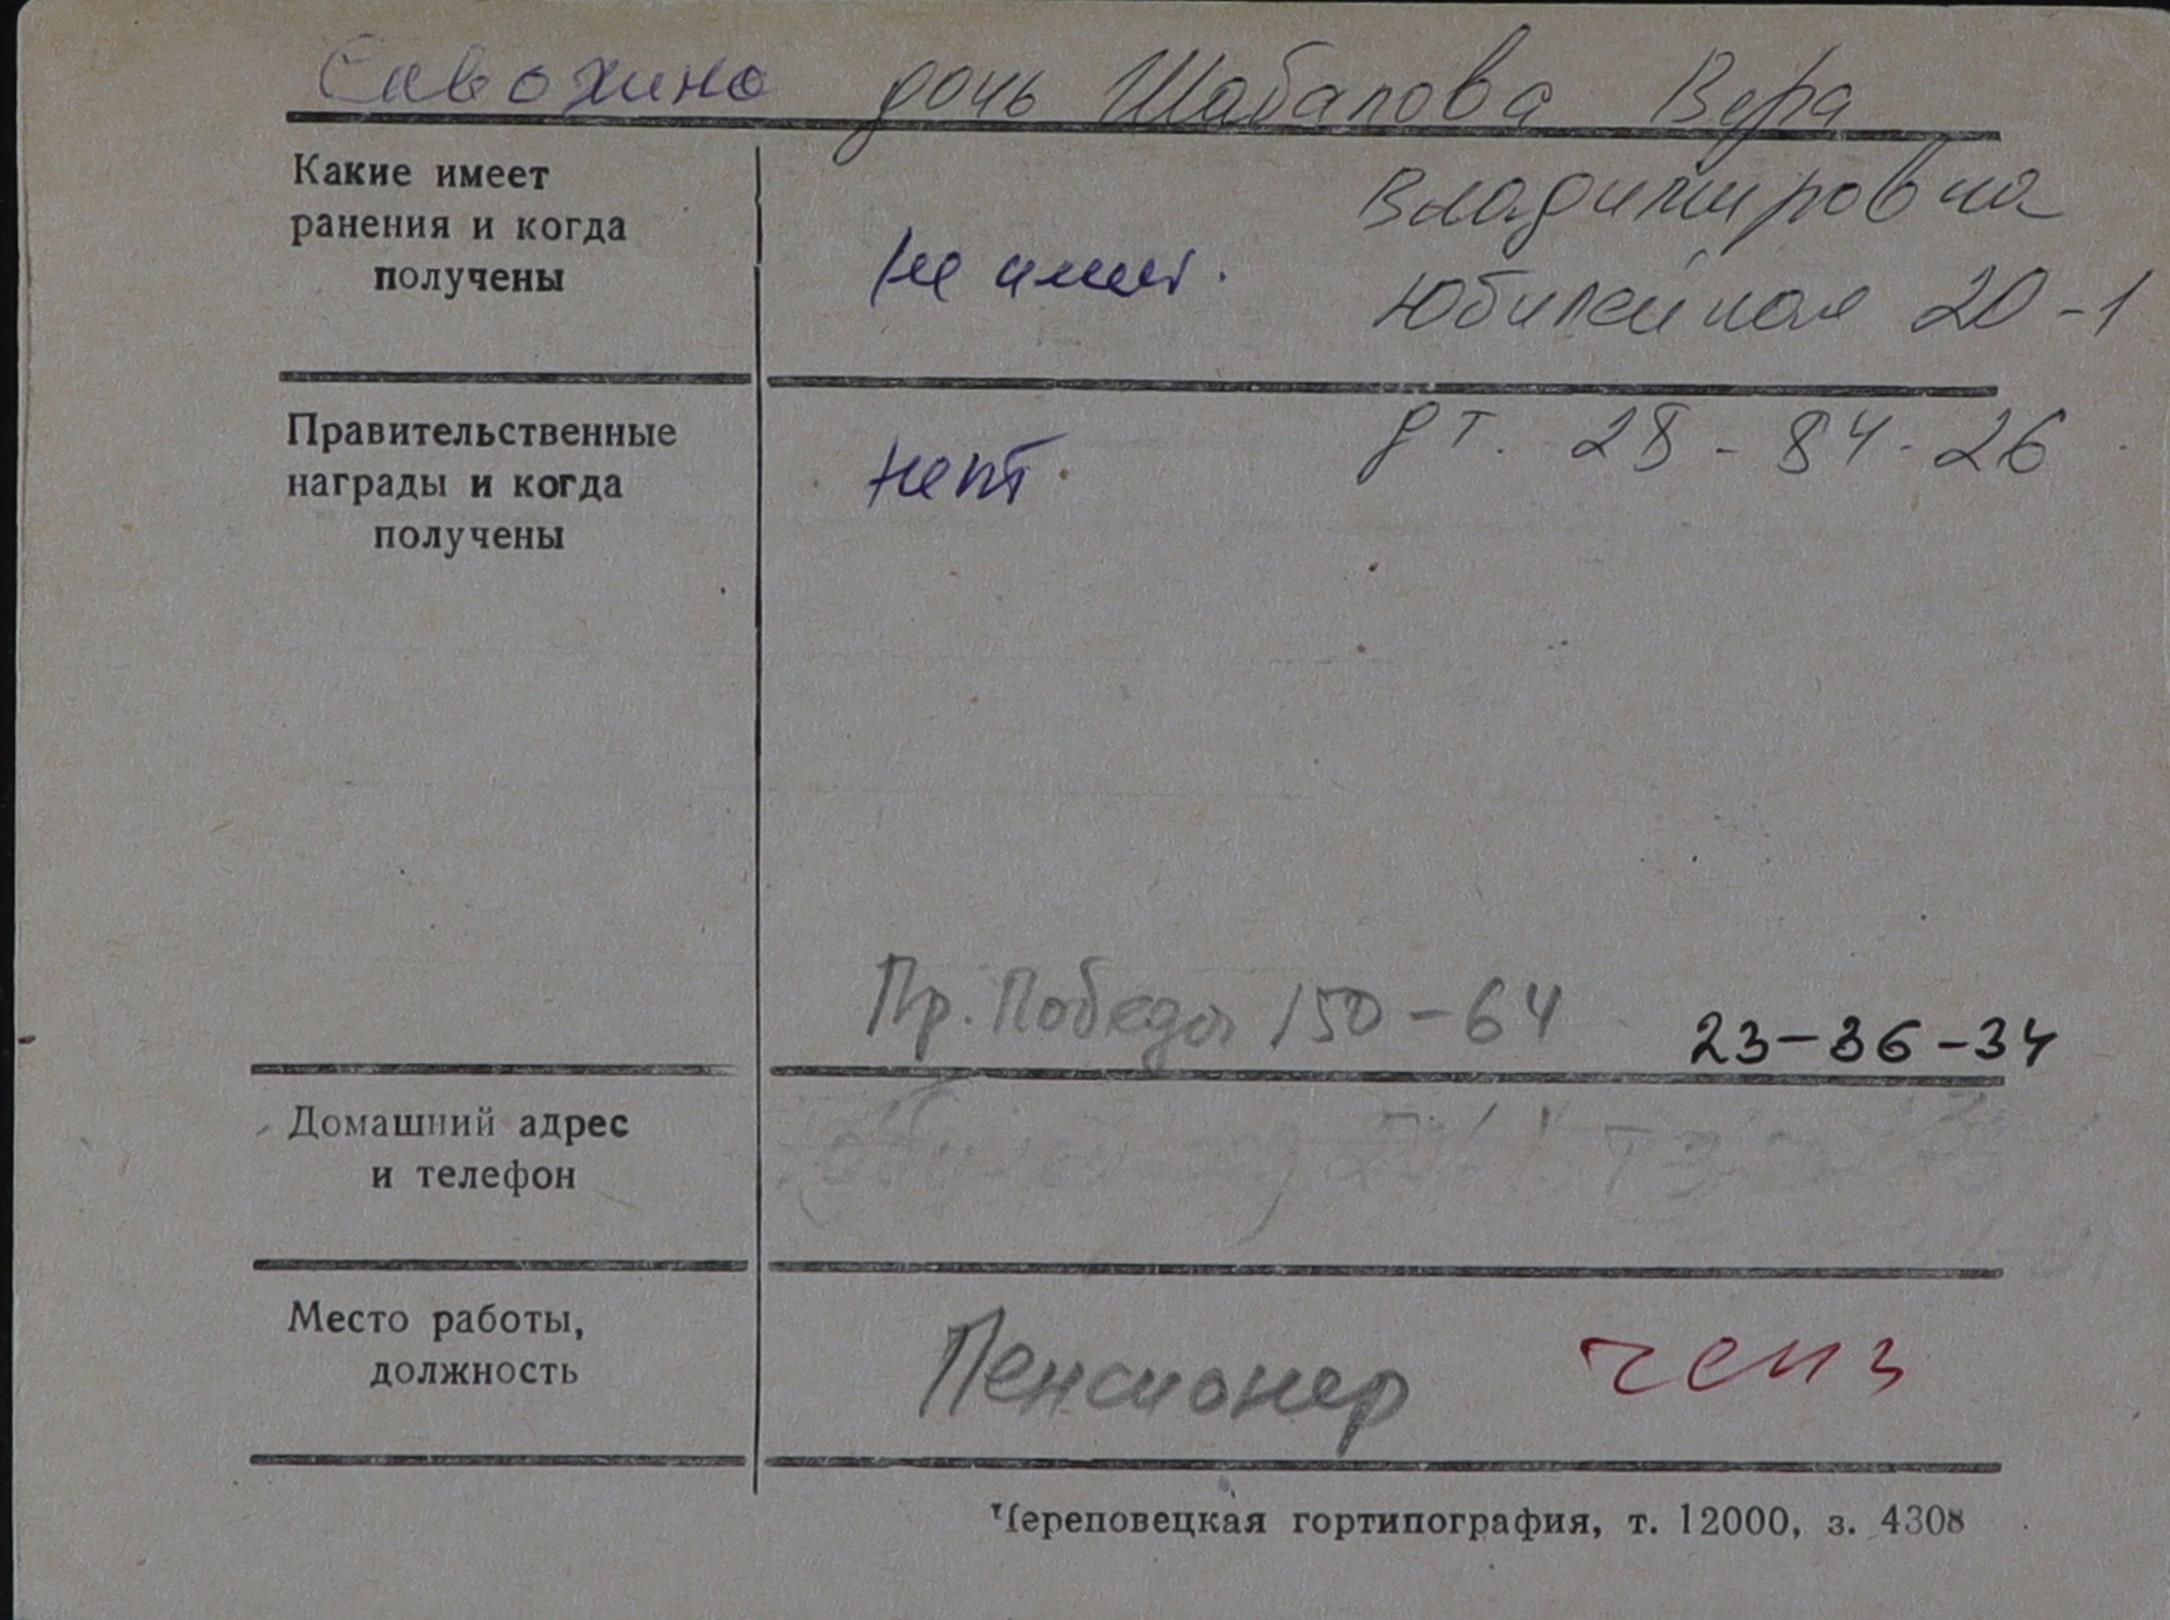 Савохина дочь Шабалова Вера
Владимировна
Какие имеет
ранения и когда
получены
не имеет.
Юбилейная 20-1
Правительственные
награды и когда
получены
нет
дт. 28-84-26
Пр. Победы 150-64 23-36-34
Домашний адрес
и телефон
Место работы,
должность
Пенсионер
Череповецкая гортипография, т. 12000, з. 4308